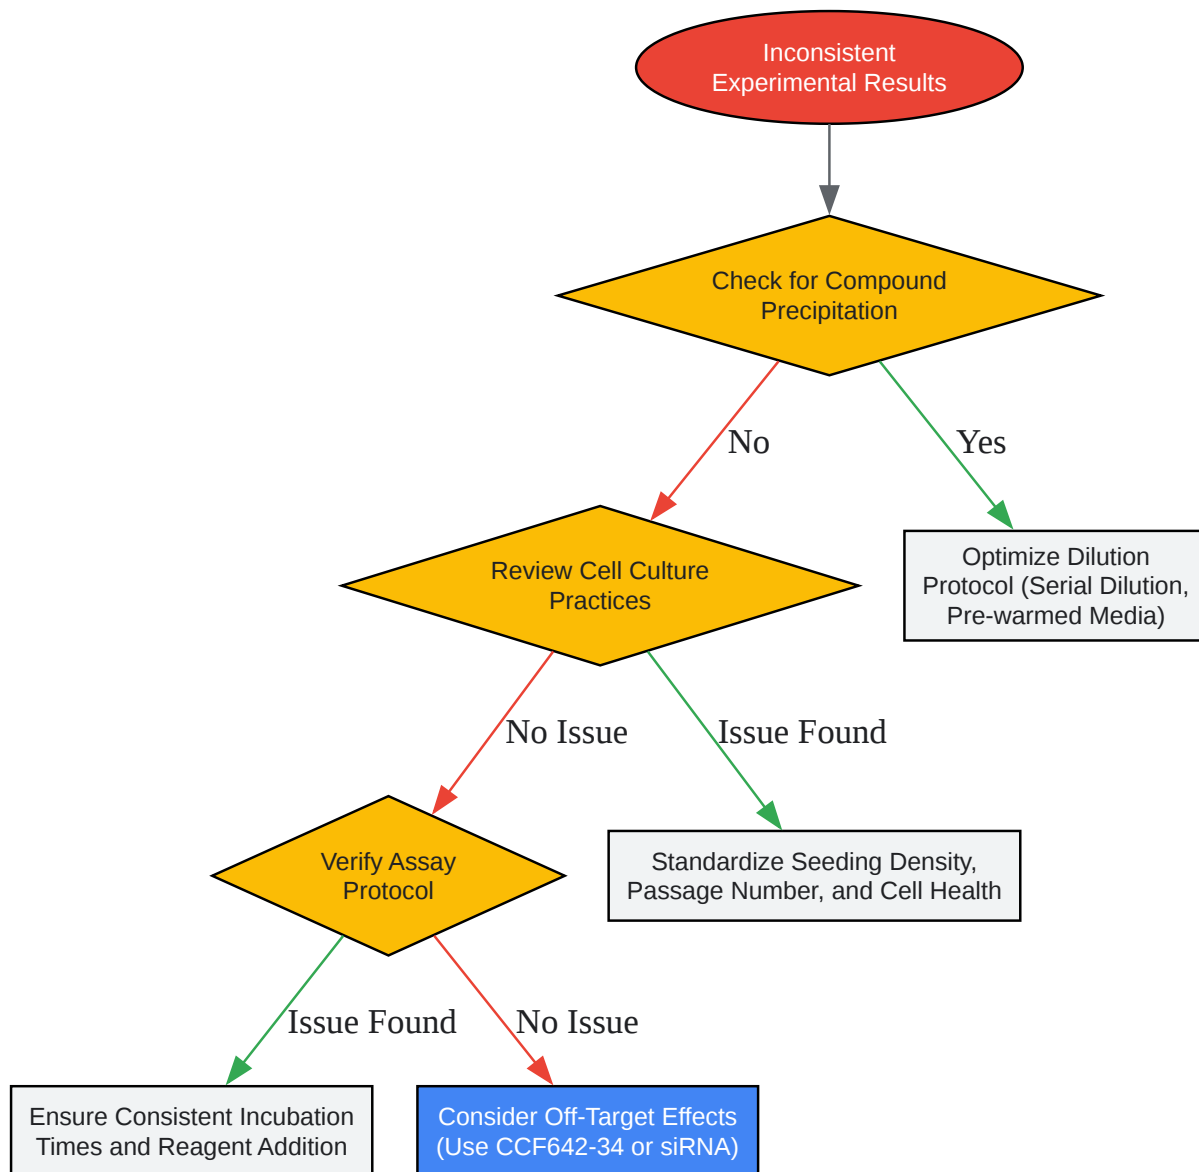 Inconsistent
Experimental Results
Check for Compound
Precipitation
No
Yes
Review Cell Culture
Practices
Optimize Dilution
Protocol (Serial Dilution,
Pre-warmed Media)
No Issue
Issue Found
Verify Assay
Protocol
Standardize Seeding Density,
Passage Number, and Cell Health
Issue Found
No Issue
Ensure Consistent Incubation
Times and Reagent Addition
Consider Off-Target Effects
(Use CCF642-34 or siRNA)